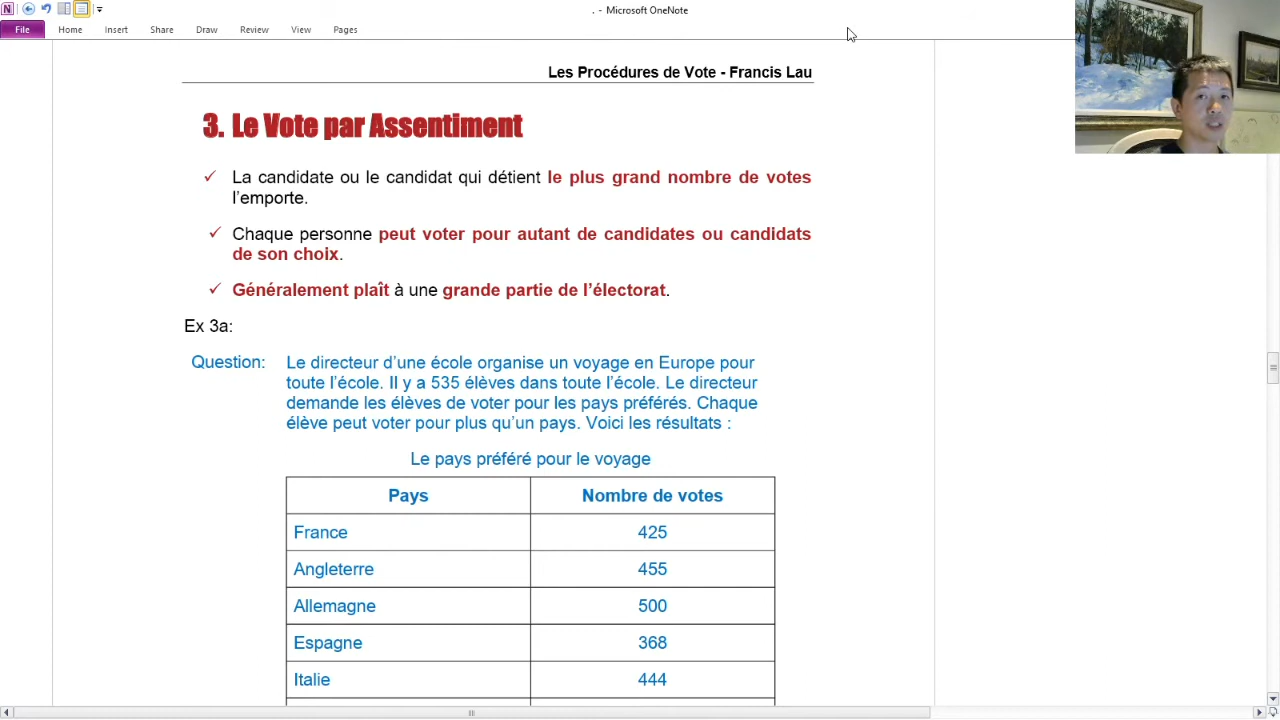 . - Microsoft OneNote
File Home Insert Share Draw Review View Pages
Les Procédures de Vote - Francis Lau
3. Le Vote par Assentiment
La candidate ou le candidat qui détient le plus grand nombre de votes
l’emporte.
Chaque personne peut voter pour autant de candidates ou candidats
de son choix.
Généralement plaît à une grande partie de l’électorat.
Ex 3a:
Question: Le directeur d’une école organise un voyage en Europe pour
toute l’école. Il y a 535 élèves dans toute l’école. Le directeur
demande les élèves de voter pour les pays préférés. Chaque
élève peut voter pour plus qu’un pays. Voici les résultats :
Le pays préféré pour le voyage
Pays Nombre de votes
France 425
Angleterre 455
Allemagne 500
Espagne 368
Italie 444